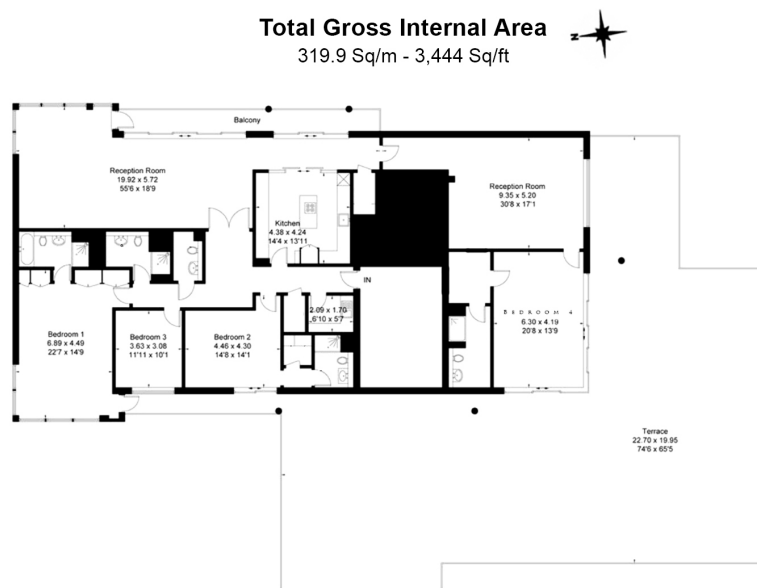 Total Gross Internal Area
319.9 Sq/m - 3,444 Sq/ft
N
Balcony
Reception Room
19.92 x 5.72
55'6 x 18'9
Reception Room
9.35 x 5.20
30'8 x 17'1
Kitchen
4.38 x 4.24
14'4 x 13'11
IN
2.09 x 1.70
6'10 x 5'7
Bedroom 1
6.89 x 4.49
22'7 x 14'9
Bedroom 3
3.63 x 3.08
11'11 x 10'1
Bedroom 2
4.46 x 4.30
14'8 x 14'1
BEDROOM 4
6.30 x 4.19
20'8 x 13'9
Terrace
22.70 x 19.95
74'6 x 65'5